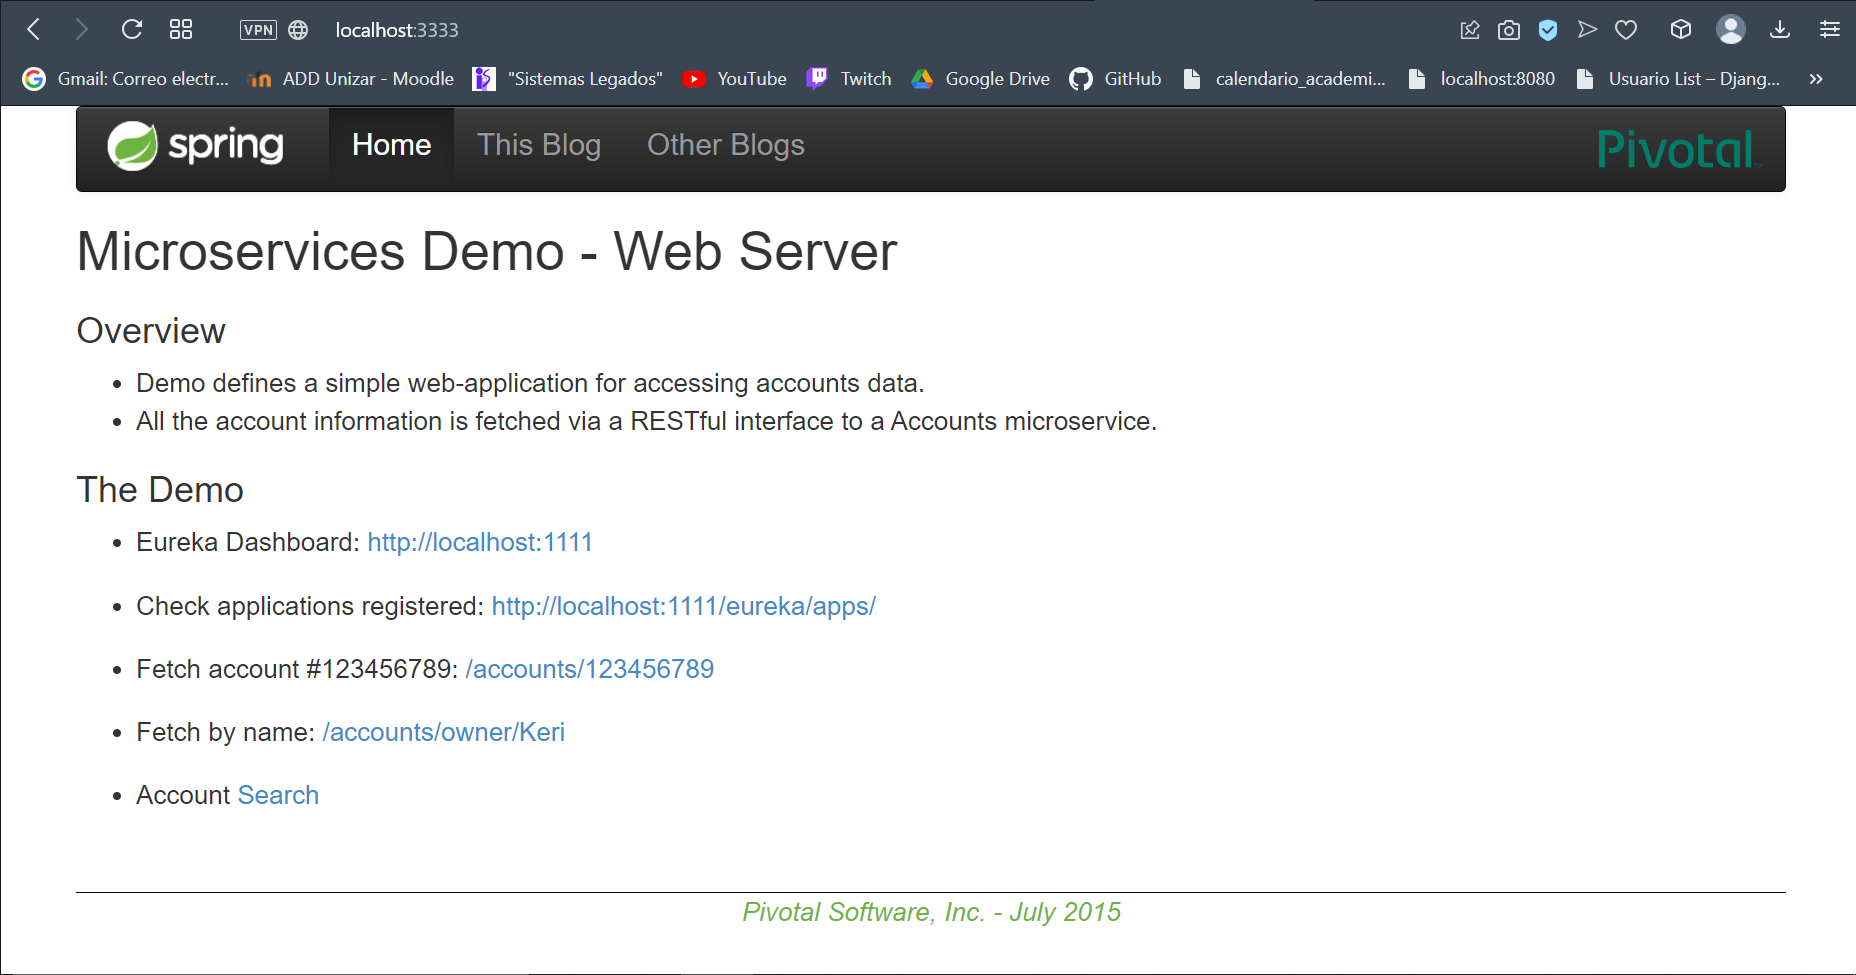 VPN localhost:3333
Gmail: Correo electr... ADD Unizar - Moodle "Sistemas Legados" YouTube Twitch Google Drive GitHub calendario_academi... localhost:8080 Usuario List – Djang... »
spring Home This Blog Other Blogs Pivotal™
Microservices Demo - Web Server
Overview
• Demo defines a simple web-application for accessing accounts data.
• All the account information is fetched via a RESTful interface to a Accounts microservice.
The Demo
• Eureka Dashboard: http://localhost:1111
• Check applications registered: http://localhost:1111/eureka/apps/
• Fetch account #123456789: /accounts/123456789
• Fetch by name: /accounts/owner/Keri
• Account Search
Pivotal Software, Inc. - July 2015